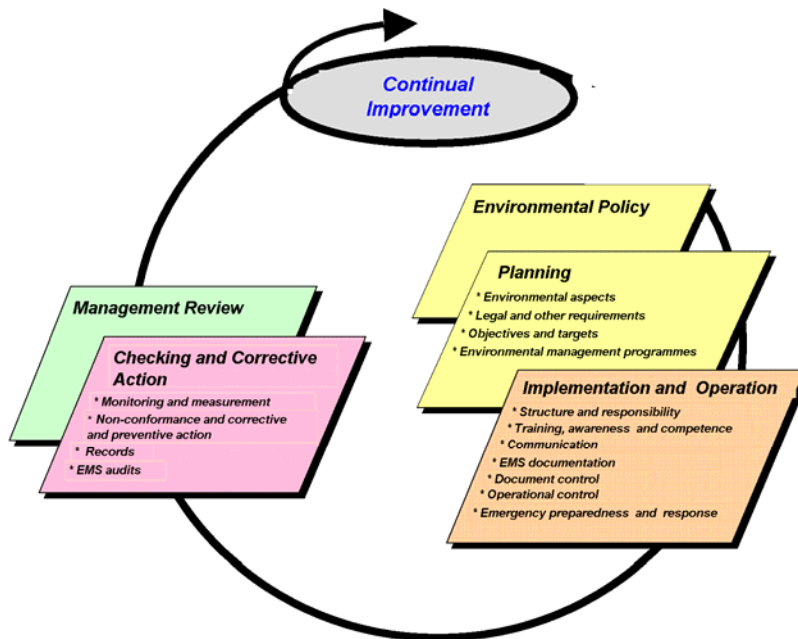 Continual
Improvement
Environmental Policy
Planning
* Environmental aspects
* Legal and other requirements
* Objectives and targets
* Environmental management programmes
Implementation and Operation
* Structure and responsibility
* Training, awareness and competence
* Communication
* EMS documentation
* Document control
* Operational control
* Emergency preparedness and response
Management Review
Checking and Corrective
Action
* Monitoring and measurement
* Non-conformance and corrective
and preventive action
* Records
* EMS audits